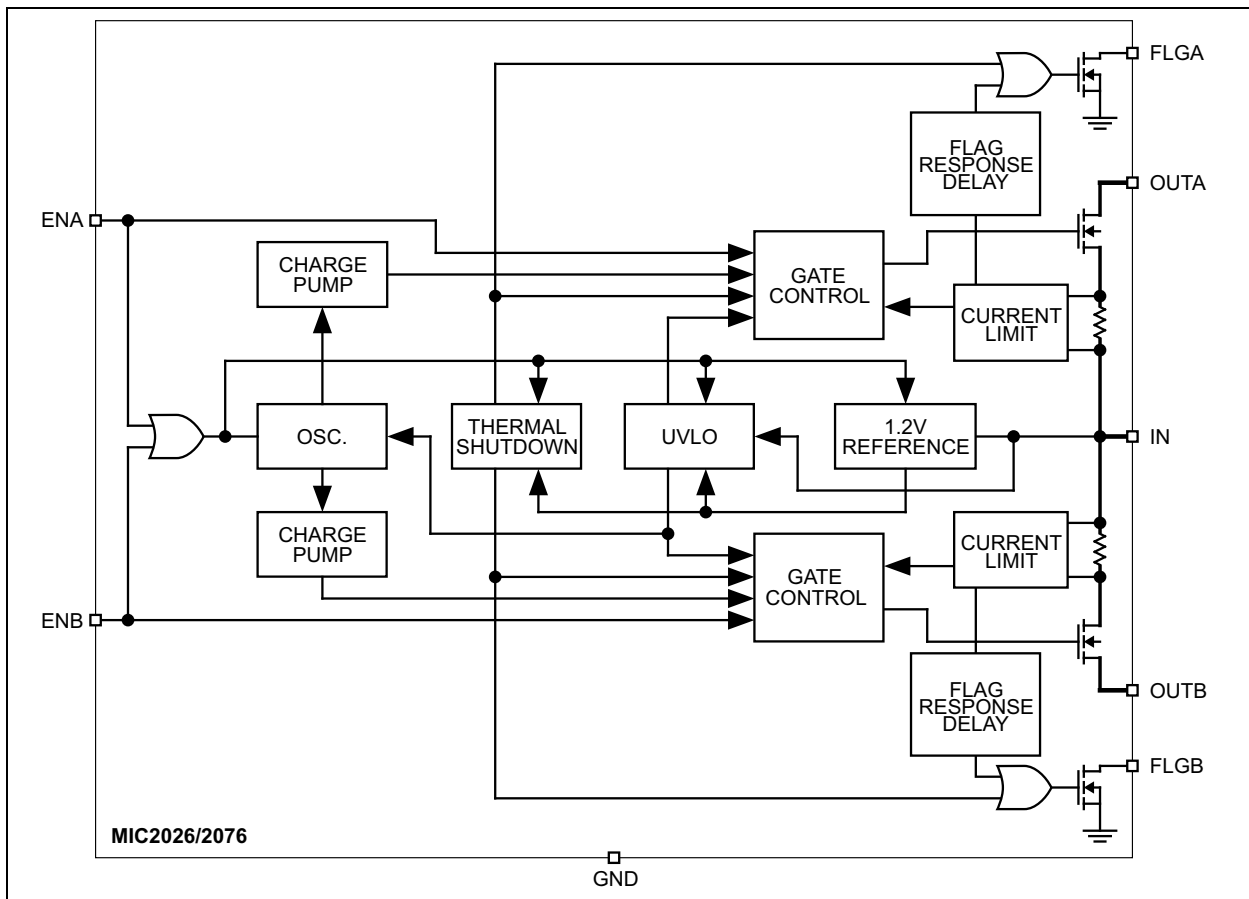 FLGA
FLAG
RESPONSE
DELAY
OUTA
ENA
CHARGE
PUMP
GATE
CONTROL
CURRENT
LIMIT
OSC.
THERMAL
SHUTDOWN
UVLO
1.2V
REFERENCE
IN
CHARGE
PUMP
GATE
CONTROL
CURRENT
LIMIT
ENB
FLAG
RESPONSE
DELAY
OUTB
FLGB
MIC2026/2076
GND